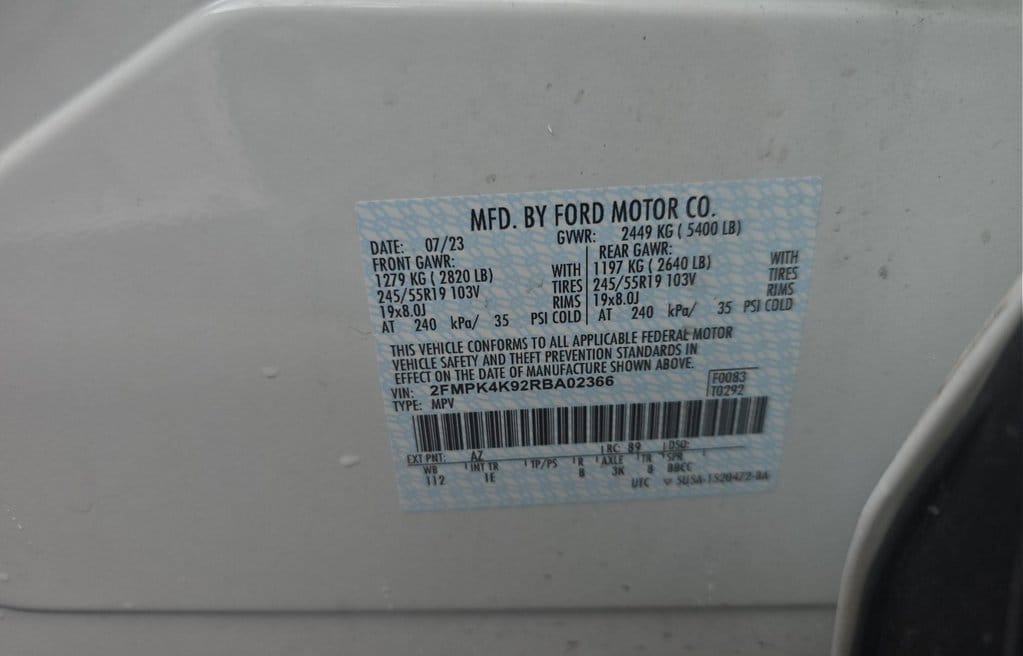 MFD. BY FORD MOTOR CO.
DATE: 07/23 GVWR: 2449 KG ( 5400 LB)
FRONT GAWR: REAR GAWR:
1279 KG ( 2820 LB) WITH 1197 KG ( 2640 LB) WITH
245/55R19 103V TIRES 245/55R19 103V TIRES
19x8.0J RIMS 19x8.0J RIMS
AT 240 kPa/ 35 PSI COLD AT 240 kPa/ 35 PSI COLD
THIS VEHICLE CONFORMS TO ALL APPLICABLE FEDERAL MOTOR
VEHICLE SAFETY AND THEFT PREVENTION STANDARDS IN
EFFECT ON THE DATE OF MANUFACTURE SHOWN ABOVE.
VIN: 2FMPK4K92RBA02366 F0083
TYPE: MPV T0292
EXT PNT: AZ RC: 89 DSO:
WB INT TR TP/PS R AXLE TR SPR
112 IE B 3K 8 BBCC
UTC 5U5A-1520472-BA